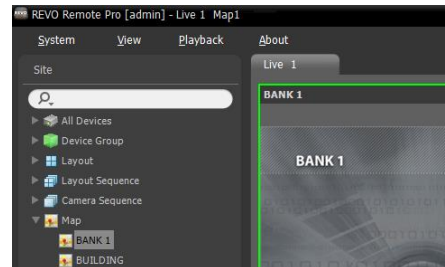 REVO Remote Pro [admin] - Live 1 Map1
System View Playback About
Site
Live 1
BANK 1
All Devices
Device Group
Layout
Layout Sequence
Camera Sequence
Map
BANK 1
BUILDING
BANK 1